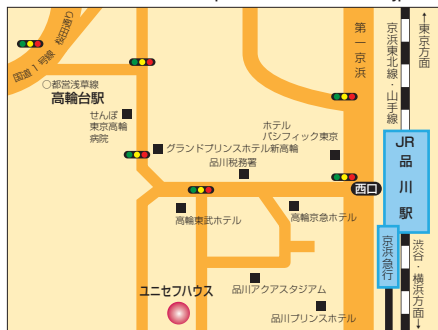 国道1号線 桜田通り
第一京浜
京浜東北線・山手線
↑東京方面
○都営浅草線
高輪台駅
せんぽ
東京高輪
病院
グランドプリンスホテル新高輪
ホテル
パシフィック東京
品川税務署
西口
JR
品川駅
京浜急行
高輪東武ホテル
高輪京急ホテル
ユニセフハウス
品川アクアスタジアム
品川プリンスホテル
渋谷・横浜方面↓